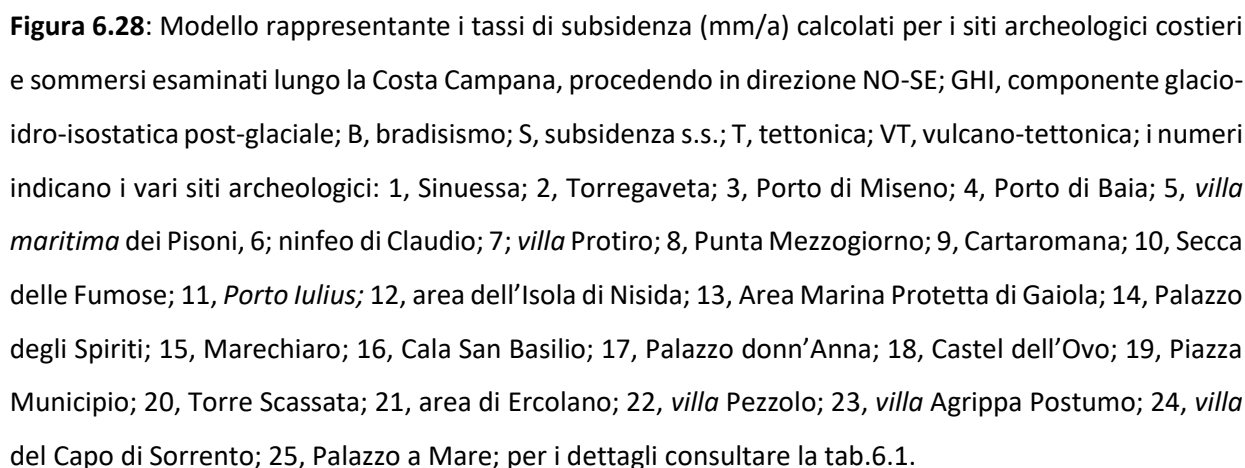 Figura 6.28: Modello rappresentante i tassi di subsidenza (mm/a) calcolati per i siti archeologici costieri
e sommersi esaminati lungo la Costa Campana, procedendo in direzione NO-SE; GHI, componente glacio-
idro-isostatica post-glaciale; B, bradisismo; S, subsidenza s.s.; T, tettonica; VT, vulcano-tettonica; i numeri
indicano i vari siti archeologici: 1, Sinuessa; 2, Torregaveta; 3, Porto di Miseno; 4, Porto di Baia; 5, villa
maritima dei Pisoni, 6; ninfeo di Claudio; 7; villa Protiro; 8, Punta Mezzogiorno; 9, Cartaromana; 10, Secca
delle Fumose; 11, Porto Iulius; 12, area dell’Isola di Nisida; 13, Area Marina Protetta di Gaiola; 14, Palazzo
degli Spiriti; 15, Marechiaro; 16, Cala San Basilio; 17, Palazzo donn’Anna; 18, Castel dell’Ovo; 19, Piazza
Municipio; 20, Torre Scassata; 21, area di Ercolano; 22, villa Pezzolo; 23, villa Agrippa Postumo; 24, villa
del Capo di Sorrento; 25, Palazzo a Mare; per i dettagli consultare la tab.6.1.